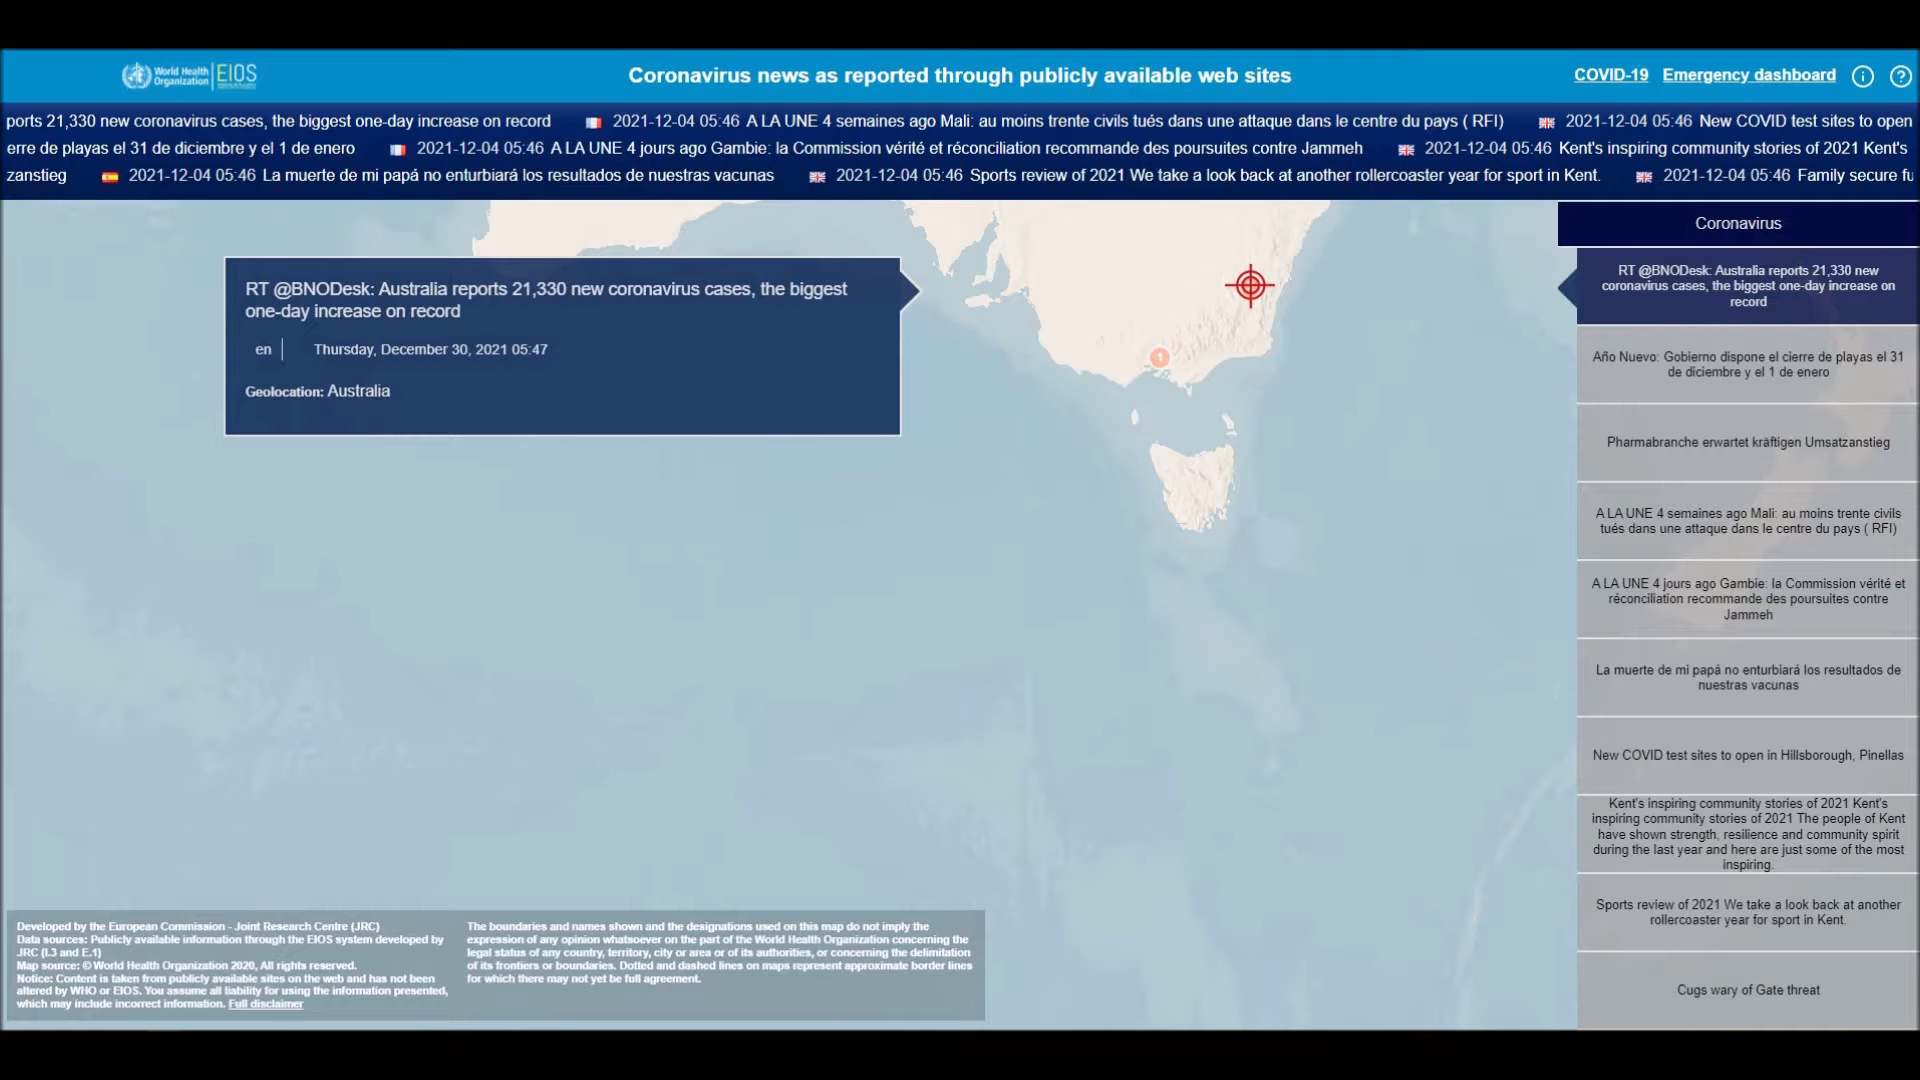 World Health Organization
EIOS
Coronavirus news as reported through publicly available web sites
COVID-19 Emergency dashboard
ports 21,330 new coronavirus cases, the biggest one-day increase on record 2021-12-04 05:46 A LA UNE 4 semaines ago Mali: au moins trente civils tués dans une attaque dans le centre du pays ( RFI) 2021-12-04 05:46 New COVID test sites to open
erre de playas el 31 de diciembre y el 1 de enero 2021-12-04 05:46 A LA UNE 4 jours ago Gambie: la Commission vérité et réconciliation recommande des poursuites contre Jammeh 2021-12-04 05:46 Kent's inspiring community stories of 2021 Kent's
zanstieg 2021-12-04 05:46 La muerte de mi papá no enturbiará los resultados de nuestras vacunas 2021-12-04 05:46 Sports review of 2021 We take a look back at another rollercoaster year for sport in Kent. 2021-12-04 05:46 Family secure fu
RT @BNODesk: Australia reports 21,330 new coronavirus cases, the biggest
one-day increase on record
en Thursday, December 30, 2021 05:47
Geolocation: Australia
1
Coronavirus
RT @BNODesk: Australia reports 21,330 new
coronavirus cases, the biggest one-day increase on
record
Año Nuevo: Gobierno dispone el cierre de playas el 31
de diciembre y el 1 de enero
Pharmabranche erwartet kräftigen Umsatzanstieg
A LA UNE 4 semaines ago Mali: au moins trente civils
tués dans une attaque dans le centre du pays ( RFI)
A LA UNE 4 jours ago Gambie: la Commission vérité et
réconciliation recommande des poursuites contre
Jammeh
La muerte de mi papá no enturbiará los resultados de
nuestras vacunas
New COVID test sites to open in Hillsborough, Pinellas
Kent's inspiring community stories of 2021 Kent's
inspiring community stories of 2021 The people of Kent
have shown strength, resilience and community spirit
during the last year and here are just some of the most
inspiring.
Sports review of 2021 We take a look back at another
rollercoaster year for sport in Kent.
Cugs wary of Gate threat
Developed by the European Commission - Joint Research Centre (JRC)
Data sources: Publicly available information through the EIOS system developed by
JRC (I.3 and E.1)
Map source: © World Health Organization 2020, All rights reserved.
Notice: Content is taken from publicly available sites on the web and has not been
altered by WHO or EIOS. You assume all liability for using the information presented,
which may include incorrect information. Full disclaimer
The boundaries and names shown and the designations used on this map do not imply the
expression of any opinion whatsoever on the part of the World Health Organization concerning the
legal status of any country, territory, city or area or of its authorities, or concerning the delimitation
of its frontiers or boundaries. Dotted and dashed lines on maps represent approximate border lines
for which there may not yet be full agreement.